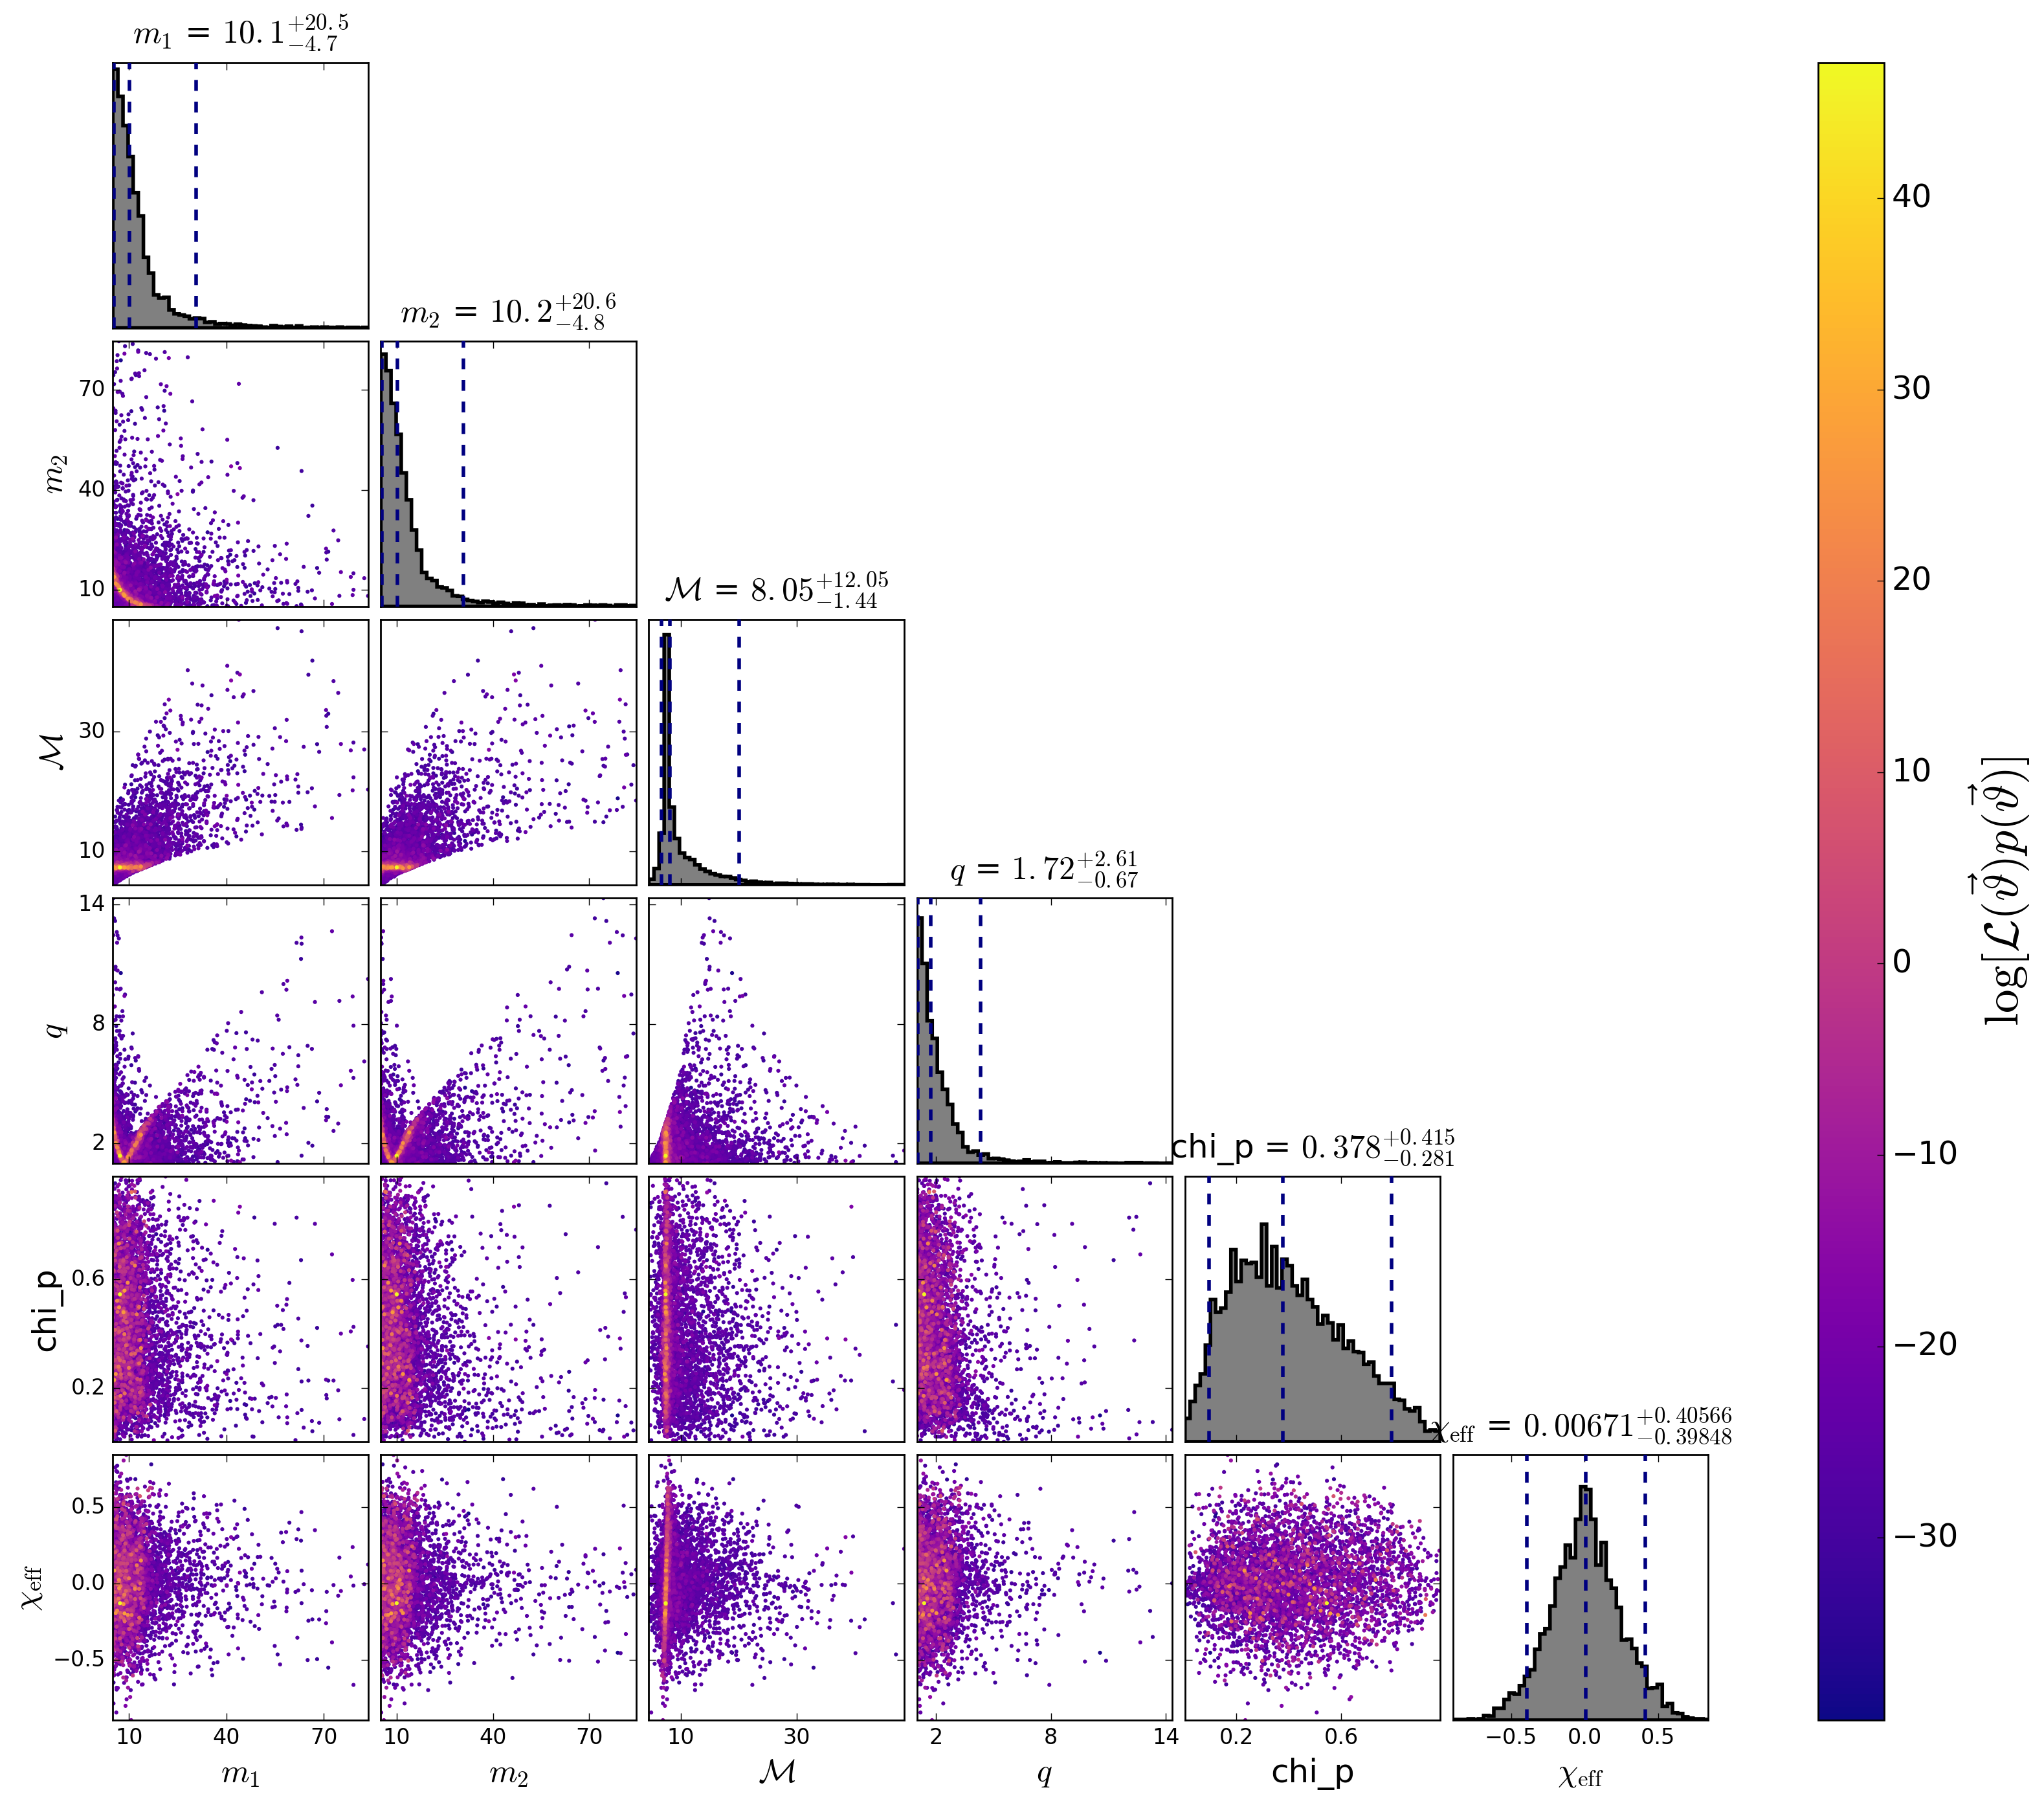 m₁ = 10.1 +20.5 −4.7
m₂ = 10.2 +20.6 −4.8
70
m₂
40
10
ℳ = 8.05 +12.05 −1.44
30
ℳ
10
q = 1.72 +2.61 −0.67
14
8
q
2
chi_p = 0.378 +0.415 −0.281
0.6
chi_p
0.2
χeff = 0.00671 +0.40566 −0.39848
0.5
0.0
χeff
−0.5
10 40 70 10 40 70 10 30 2 8 14 0.2 0.6 −0.5 0.0 0.5
m₁ m₂ ℳ q chi_p χeff
40
30
20
10
0
−10
−20
−30
log[ℒ(ϑ⃗)p(ϑ⃗)]